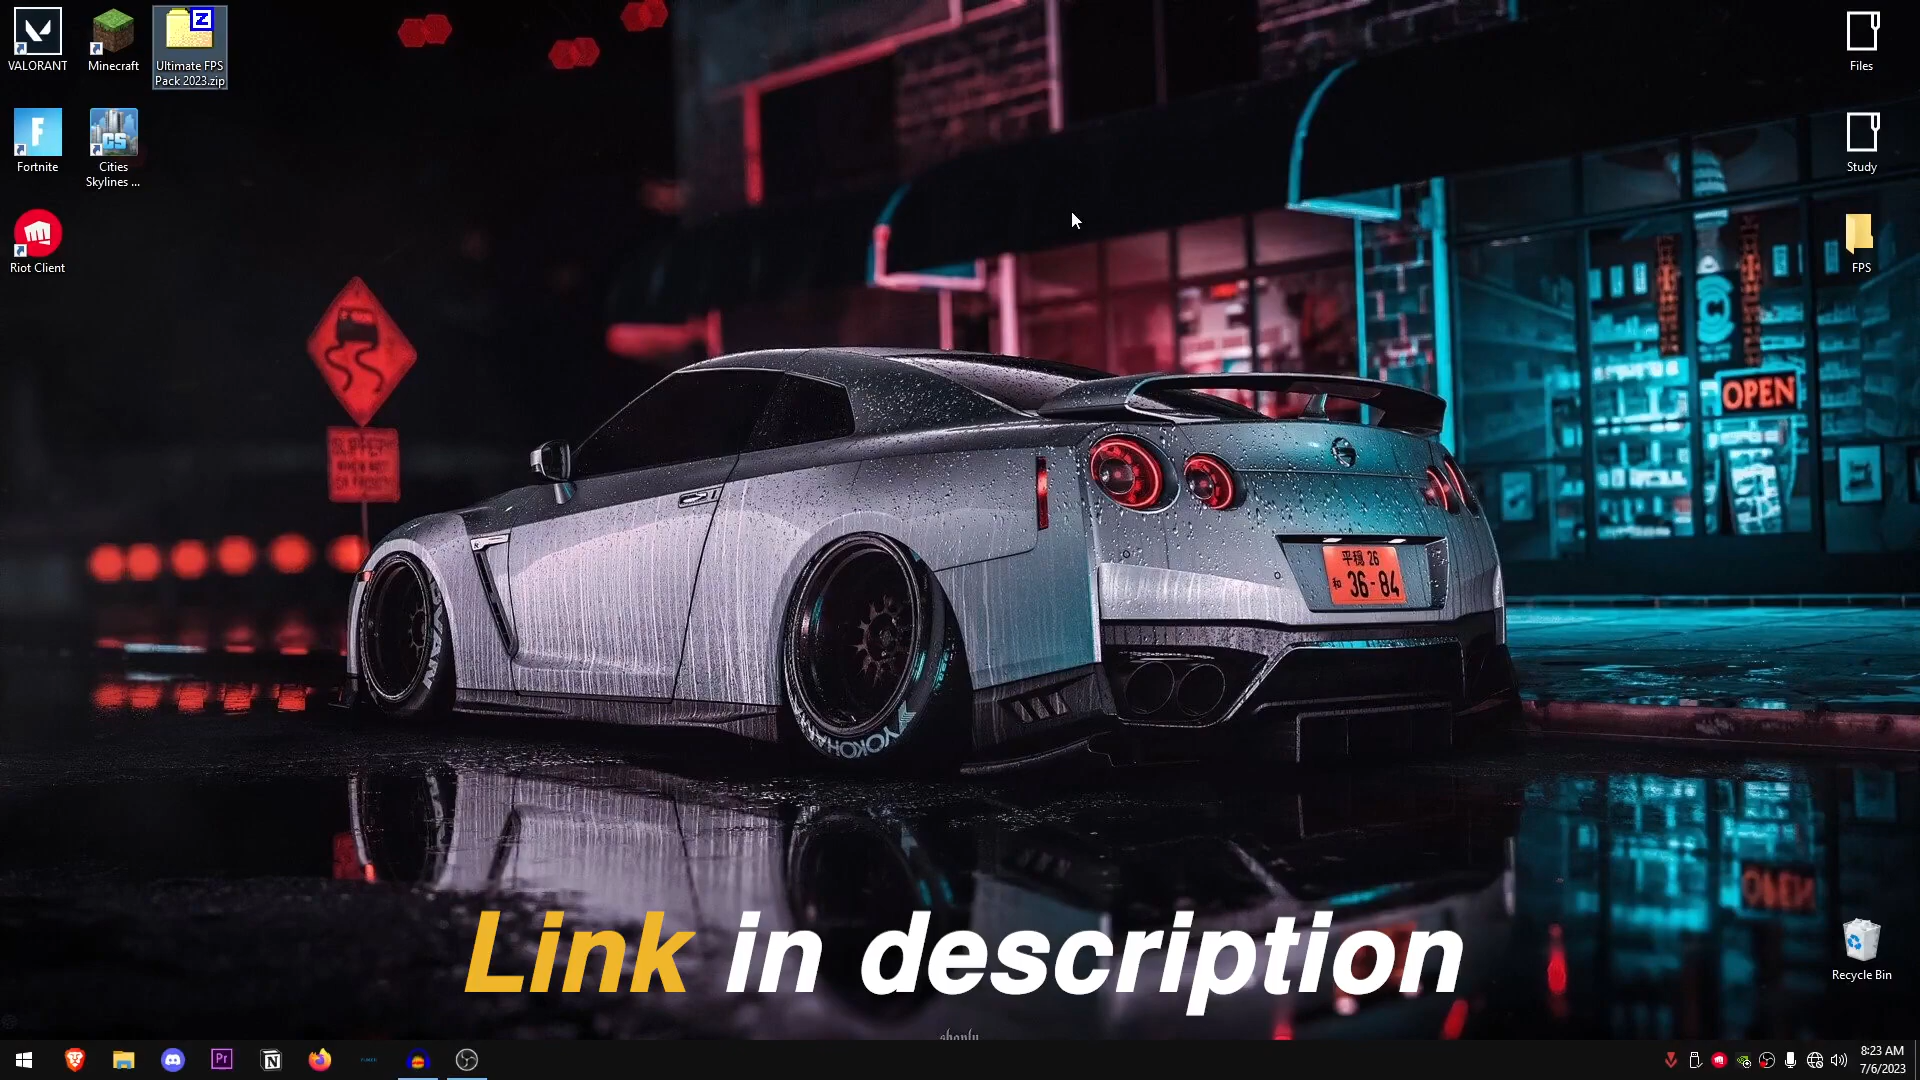 VALORANT
Minecraft
Ultimate FPS
Pack 2023.zip
Files
Fortnite
Cities
Skylines ...
Study
Riot Client
FPS
OPEN
平穏 26
わ 36-84
YOKOHAMA
Link in description
Recycle Bin
8:23 AM
7/6/2023